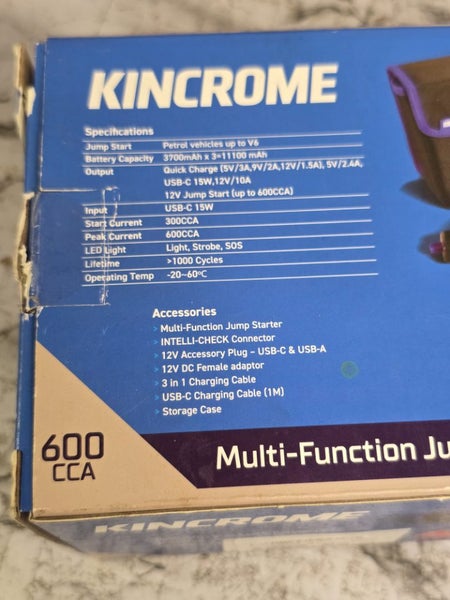 KINCROME
Specifications
Jump Start Petrol vehicles up to V6
Battery Capacity 3700mAh x 3=11100 mAh
Output Quick Charge (5V/3A,9V/2A,12V/1.5A), 5V/2.4A,
USB-C 15W,12V/10A
12V Jump Start (up to 600CCA)
Input USB-C 15W
Start Current 300CCA
Peak Current 600CCA
LED Light Light, Strobe, SOS
Lifetime >1000 Cycles
Operating Temp -20~60°C
Accessories
Multi-Function Jump Starter
INTELLI-CHECK Connector
12V Accessory Plug – USB-C & USB-A
12V DC Female adaptor
3 in 1 Charging Cable
USB-C Charging Cable (1M)
Storage Case
600
CCA
Multi-Function Ju
KINCROME